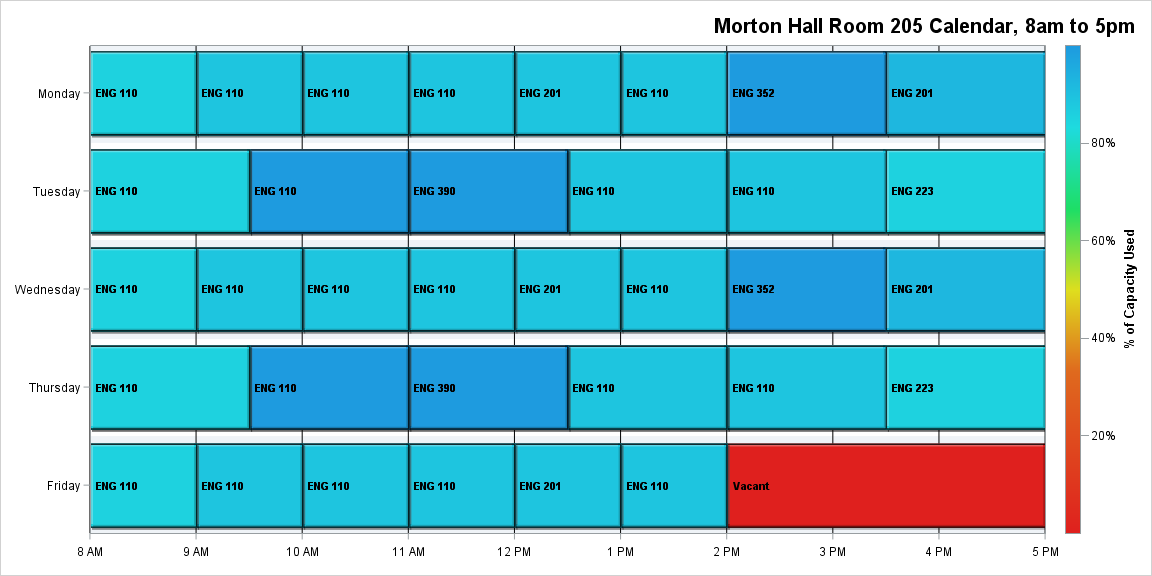 Morton Hall Room 205 Calendar, 8am to 5pm
Monday
ENG 110
ENG 110
ENG 110
ENG 110
ENG 201
ENG 110
ENG 352
ENG 201
Tuesday
ENG 110
ENG 110
ENG 390
ENG 110
ENG 110
ENG 223
Wednesday
ENG 110
ENG 110
ENG 110
ENG 110
ENG 201
ENG 110
ENG 352
ENG 201
Thursday
ENG 110
ENG 110
ENG 390
ENG 110
ENG 110
ENG 223
Friday
ENG 110
ENG 110
ENG 110
ENG 110
ENG 201
ENG 110
Vacant
8 AM
9 AM
10 AM
11 AM
12 PM
1 PM
2 PM
3 PM
4 PM
5 PM
80%
60%
40%
20%
% of Capacity Used